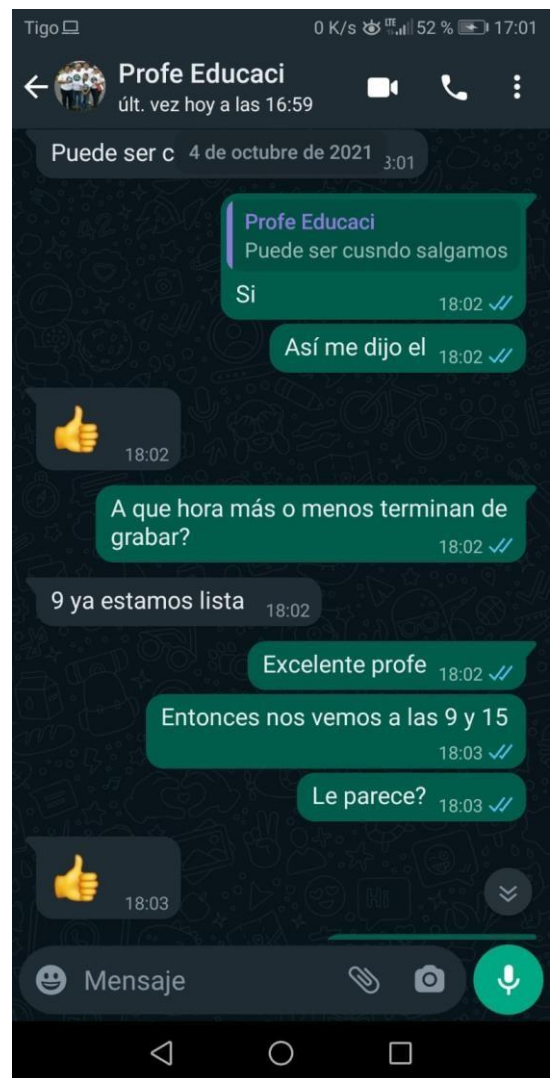 Tigo 0 K/s LTE 52 % 17:01
Profe Educaci
últ. vez hoy a las 16:59
Puede ser c
4 de octubre de 2021
3:01
Profe Educaci
Puede ser cusndo salgamos
Si 18:02
Así me dijo el 18:02
18:02
A que hora más o menos terminan de
grabar? 18:02
9 ya estamos lista 18:02
Excelente profe 18:02
Entonces nos vemos a las 9 y 15
18:03
Le parece? 18:03
18:03
Mensaje